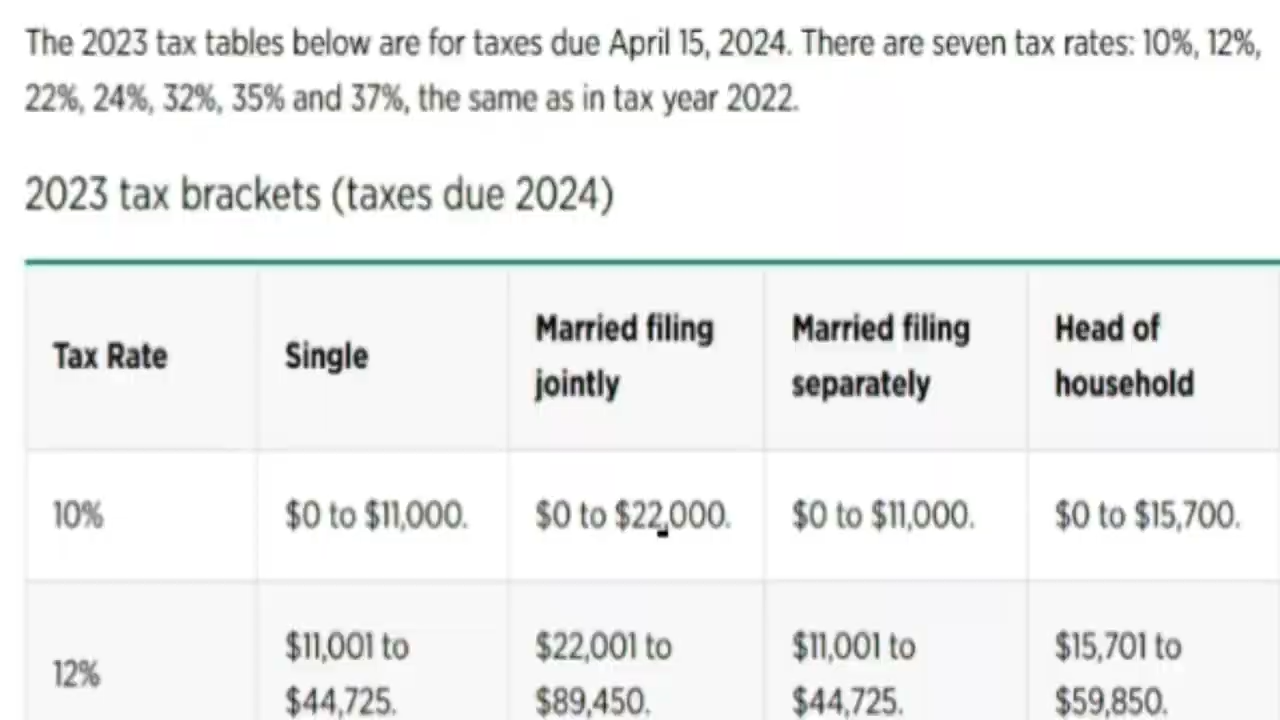 The 2023 tax tables below are for taxes due April 15, 2024. There are seven tax rates: 10%, 12%,
22%, 24%, 32%, 35% and 37%, the same as in tax year 2022.
2023 tax brackets (taxes due 2024)
Tax Rate
Single
Married filing
jointly
Married filing
separately
Head of
household
10%
$0 to $11,000.
$0 to $22,000.
$0 to $11,000.
$0 to $15,700.
12%
$11,001 to
$44,725.
$22,001 to
$89,450.
$11,001 to
$44,725.
$15,701 to
$59,850.